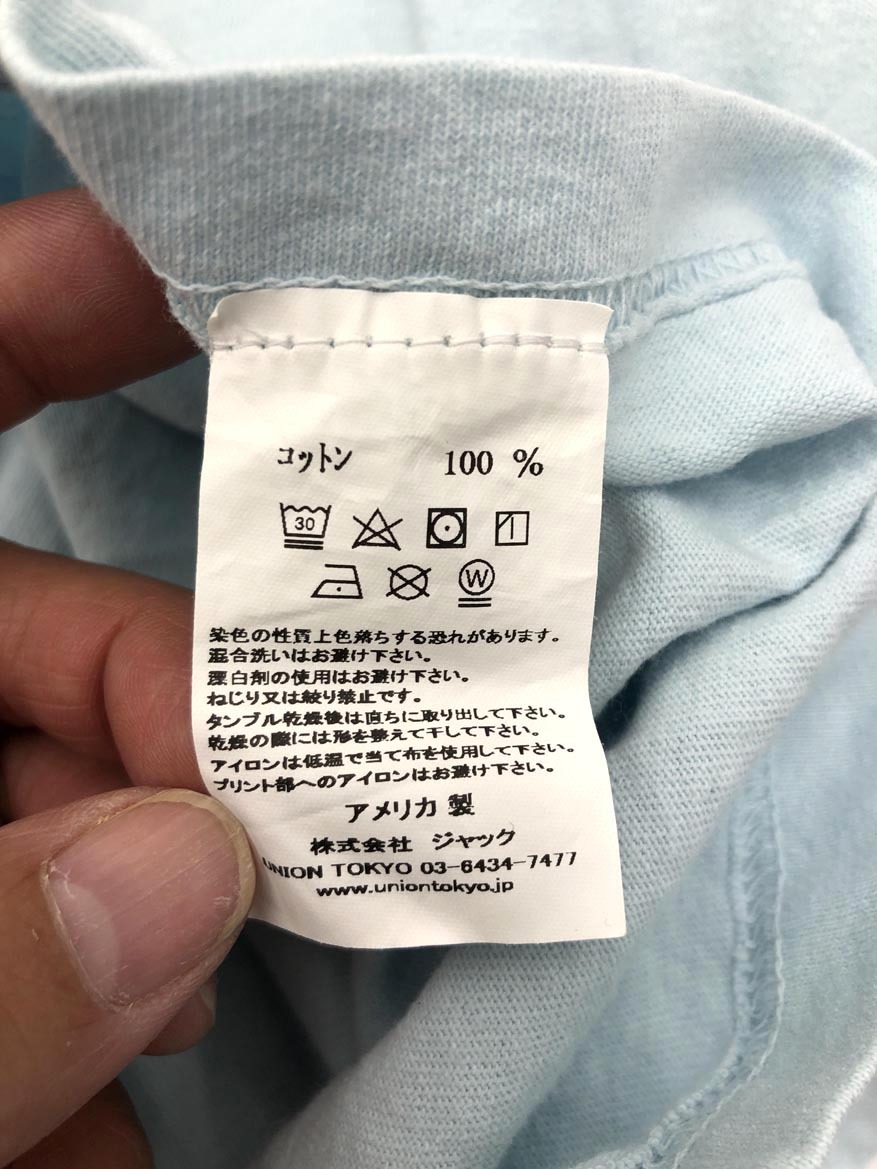 コットン 100 %
30
W
染色の性質上色落ちする恐れがあります。
混合洗いはお避け下さい。
漂白剤の使用はお避け下さい。
ねじり又は絞り禁止です。
タンブル乾燥後は直ちに取り出して下さい。
乾燥の際には形を整えて干して下さい。
アイロンは低温で当て布を使用して下さい。
プリント部へのアイロンはお避け下さい。
アメリカ製
株式会社 ジャック
UNION TOKYO 03-6434-7477
www.uniontokyo.jp